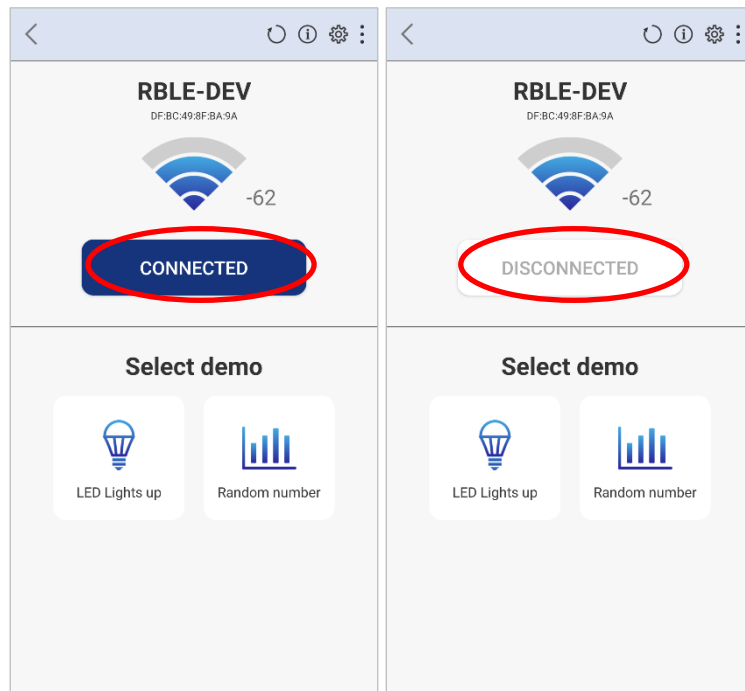 RBLE-DEV
DF:BC:49:8F:BA:9A
-62
CONNECTED
Select demo
LED Lights up
Random number
RBLE-DEV
DF:BC:49:8F:BA:9A
-62
DISCONNECTED
Select demo
LED Lights up
Random number